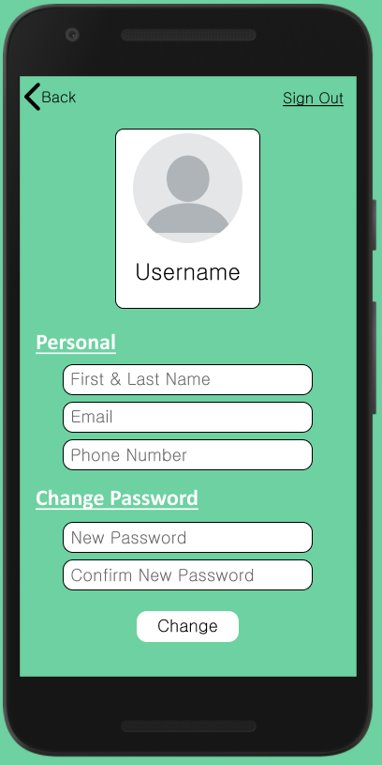 Back
Sign Out
Username
Personal
First & Last Name
Email
Phone Number
Change Password
New Password
Confirm New Password
Change